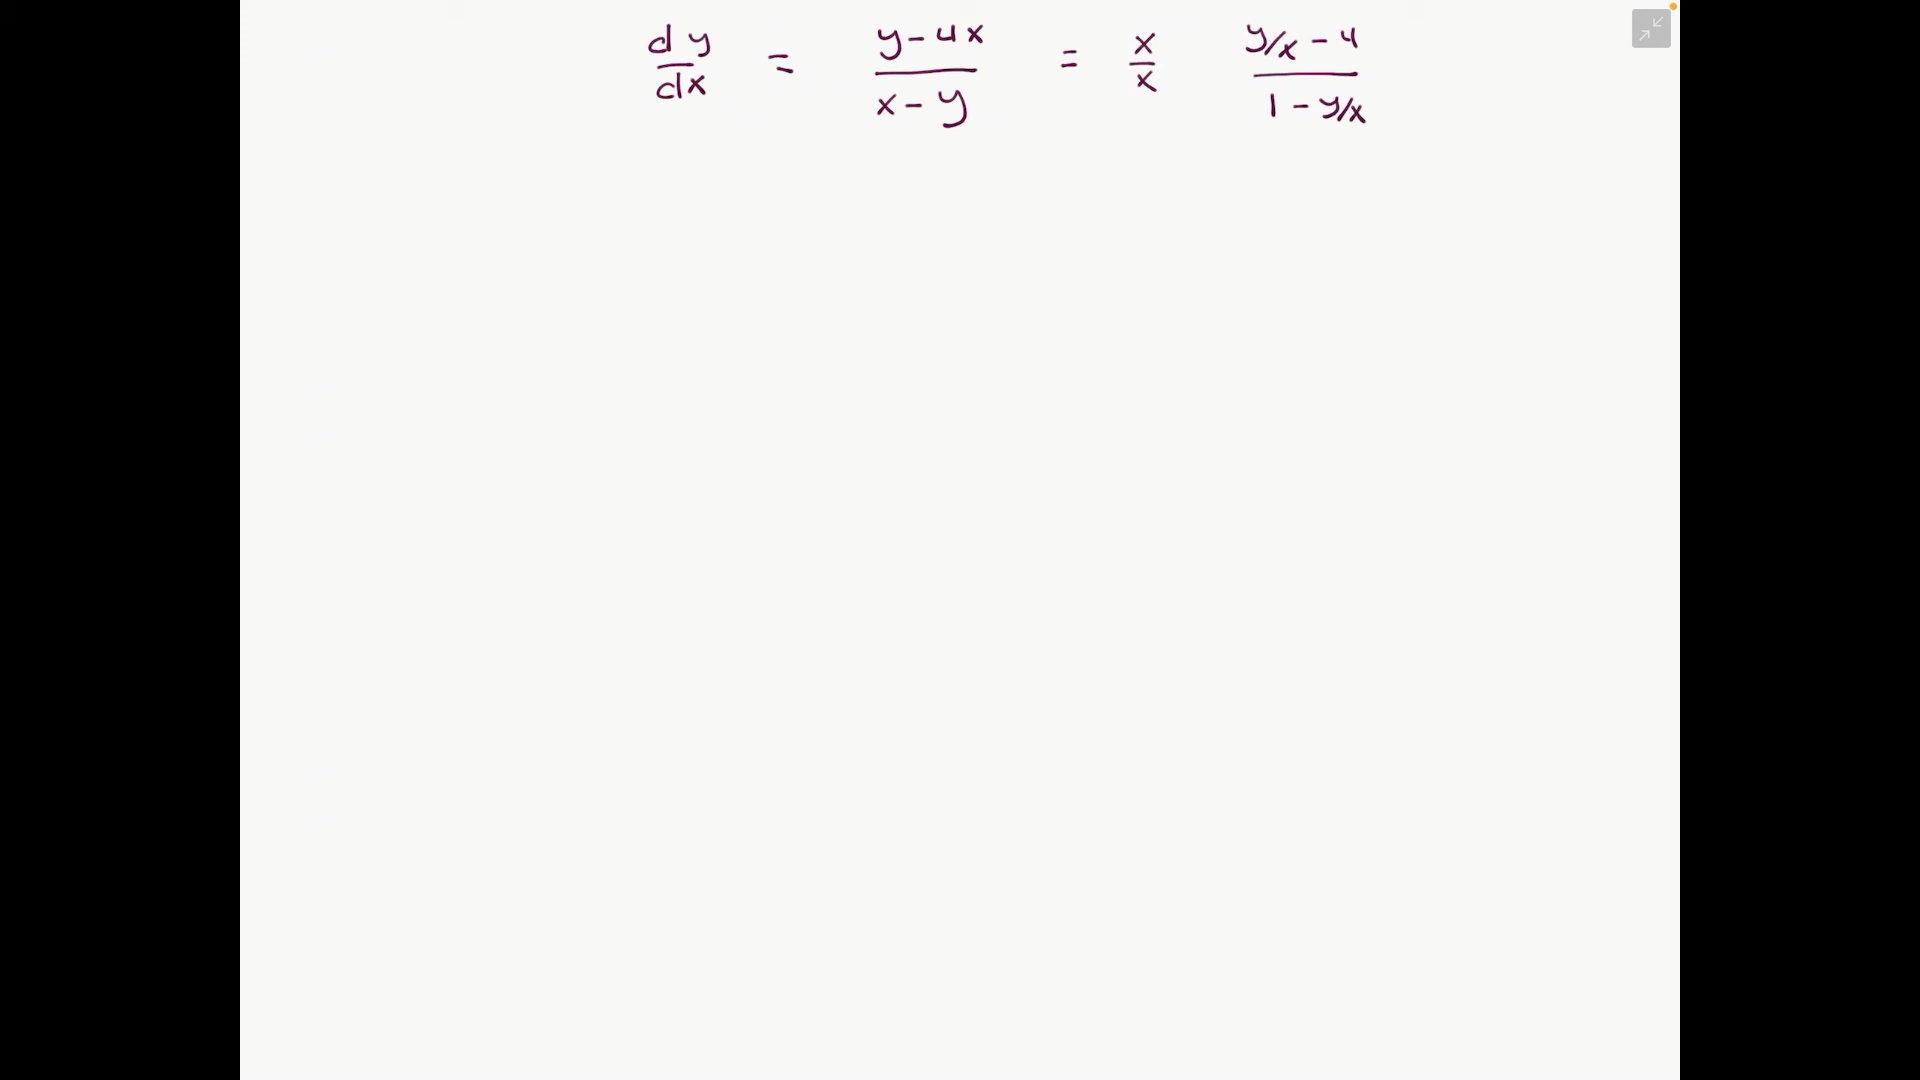 dy/dx = y-4x / x-y = x/x y/x - 4 / 1 - y/x